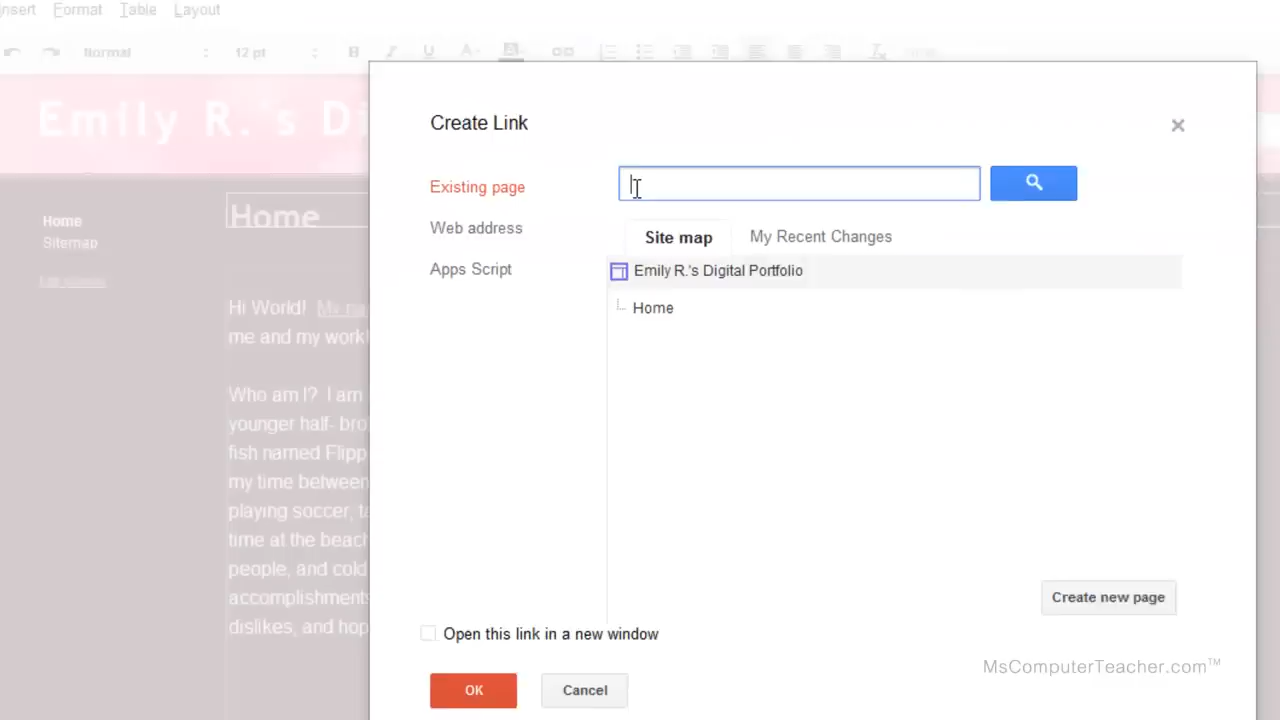 Format Table Layout
Normal 12 pt B I U A A
Emily R.'s Di
Create Link
Existing page
Web address
Apps Script
Site map My Recent Changes
Emily R.'s Digital Portfolio
Home
Home
Sitemap
Home
Hi World! My na
me and my work
Who am I? I am
younger half- bro
fish named Flipp
my time between
playing soccer, ta
time at the beach
people, and cold
accomplishments
dislikes, and hop
Create new page
Open this link in a new window
OK Cancel
MsComputerTeacher.com™